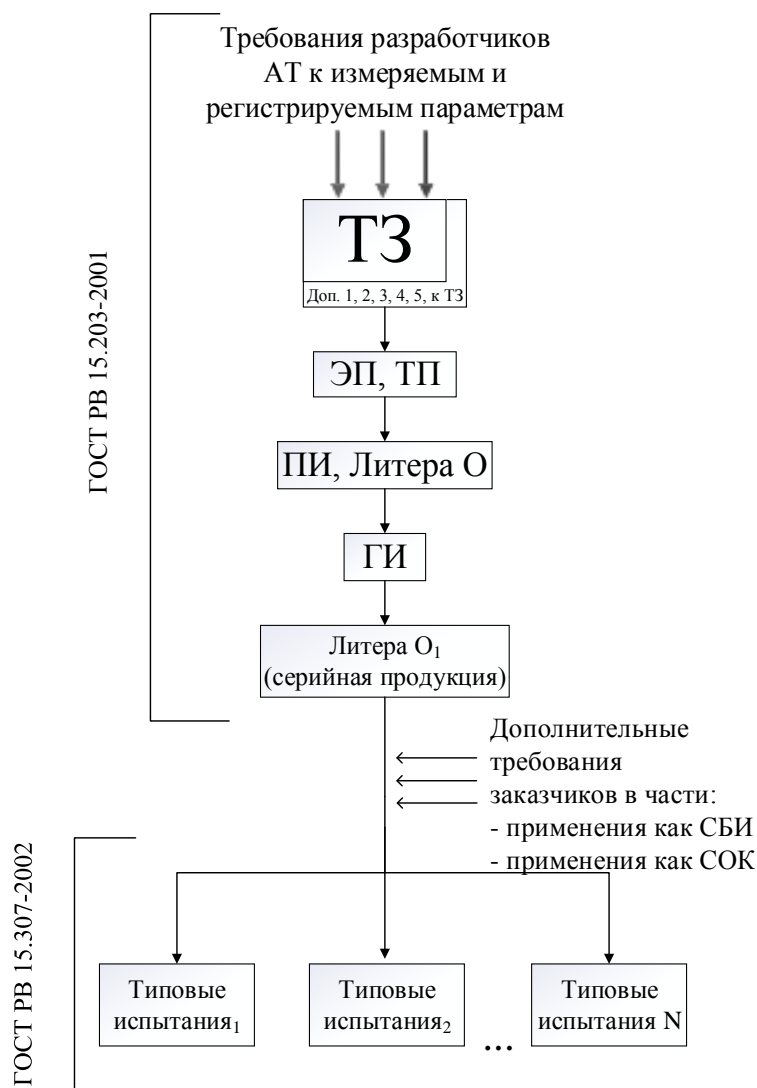 Требования разработчиков
АТ к измеряемым и
регистрируемым параметрам
ТЗ
Доп. 1, 2, 3, 4, 5, к ТЗ
ЭП, ТП
ПИ, Литера О
ГИ
Литера О₁
(серийная продукция)
ГОСТ РВ 15.203-2001
Дополнительные
требования
заказчиков в части:
- применения как СБИ
- применения как СОК
ГОСТ РВ 15.307-2002
Типовые
испытания₁
Типовые
испытания₂
...
Типовые
испытания N